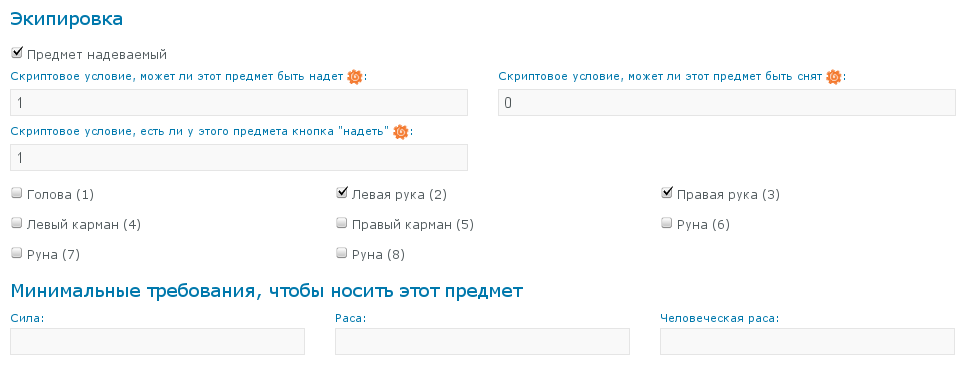 Экипировка
Предмет надеваемый
Скриптовое условие, может ли этот предмет быть надет : Скриптовое условие, может ли этот предмет быть снят :
1 0
Скриптовое условие, есть ли у этого предмета кнопка "надеть" :
1
Голова (1) Левая рука (2) Правая рука (3)
Левый карман (4) Правый карман (5) Руна (6)
Руна (7) Руна (8)
Минимальные требования, чтобы носить этот предмет
Сила: Раса: Человеческая раса: